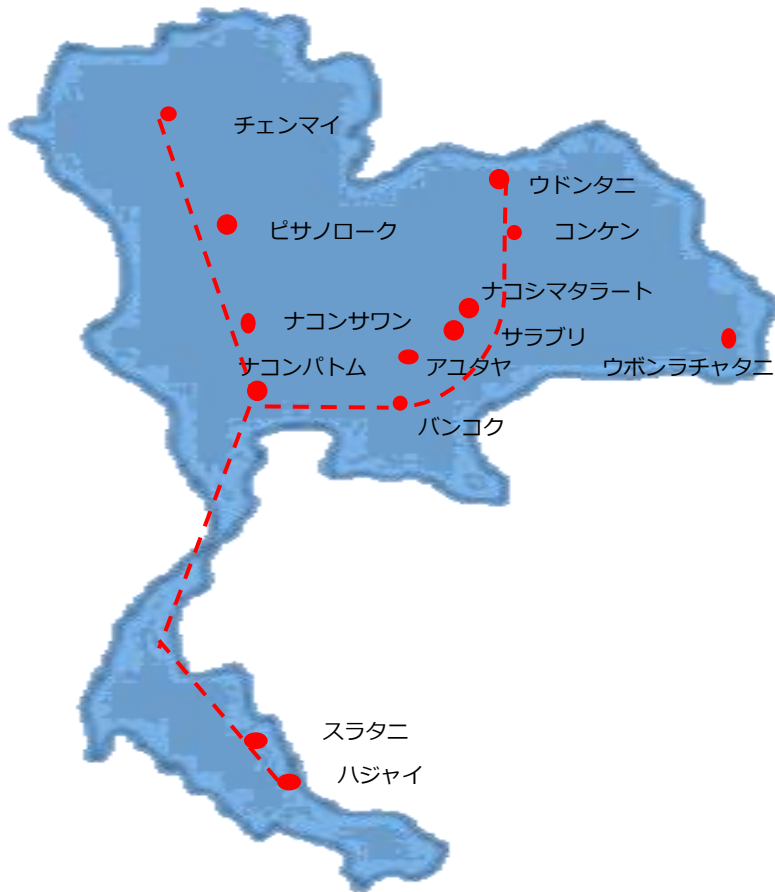 チェンマイ
ウドンタニ
ピサノローク
コンケン
ナコシマタラート
ナコンサワン
サラブリ
ナコンパトム
アユタヤ
ウボンラチャタニ
バンコク
スラタニ
ハジャイ